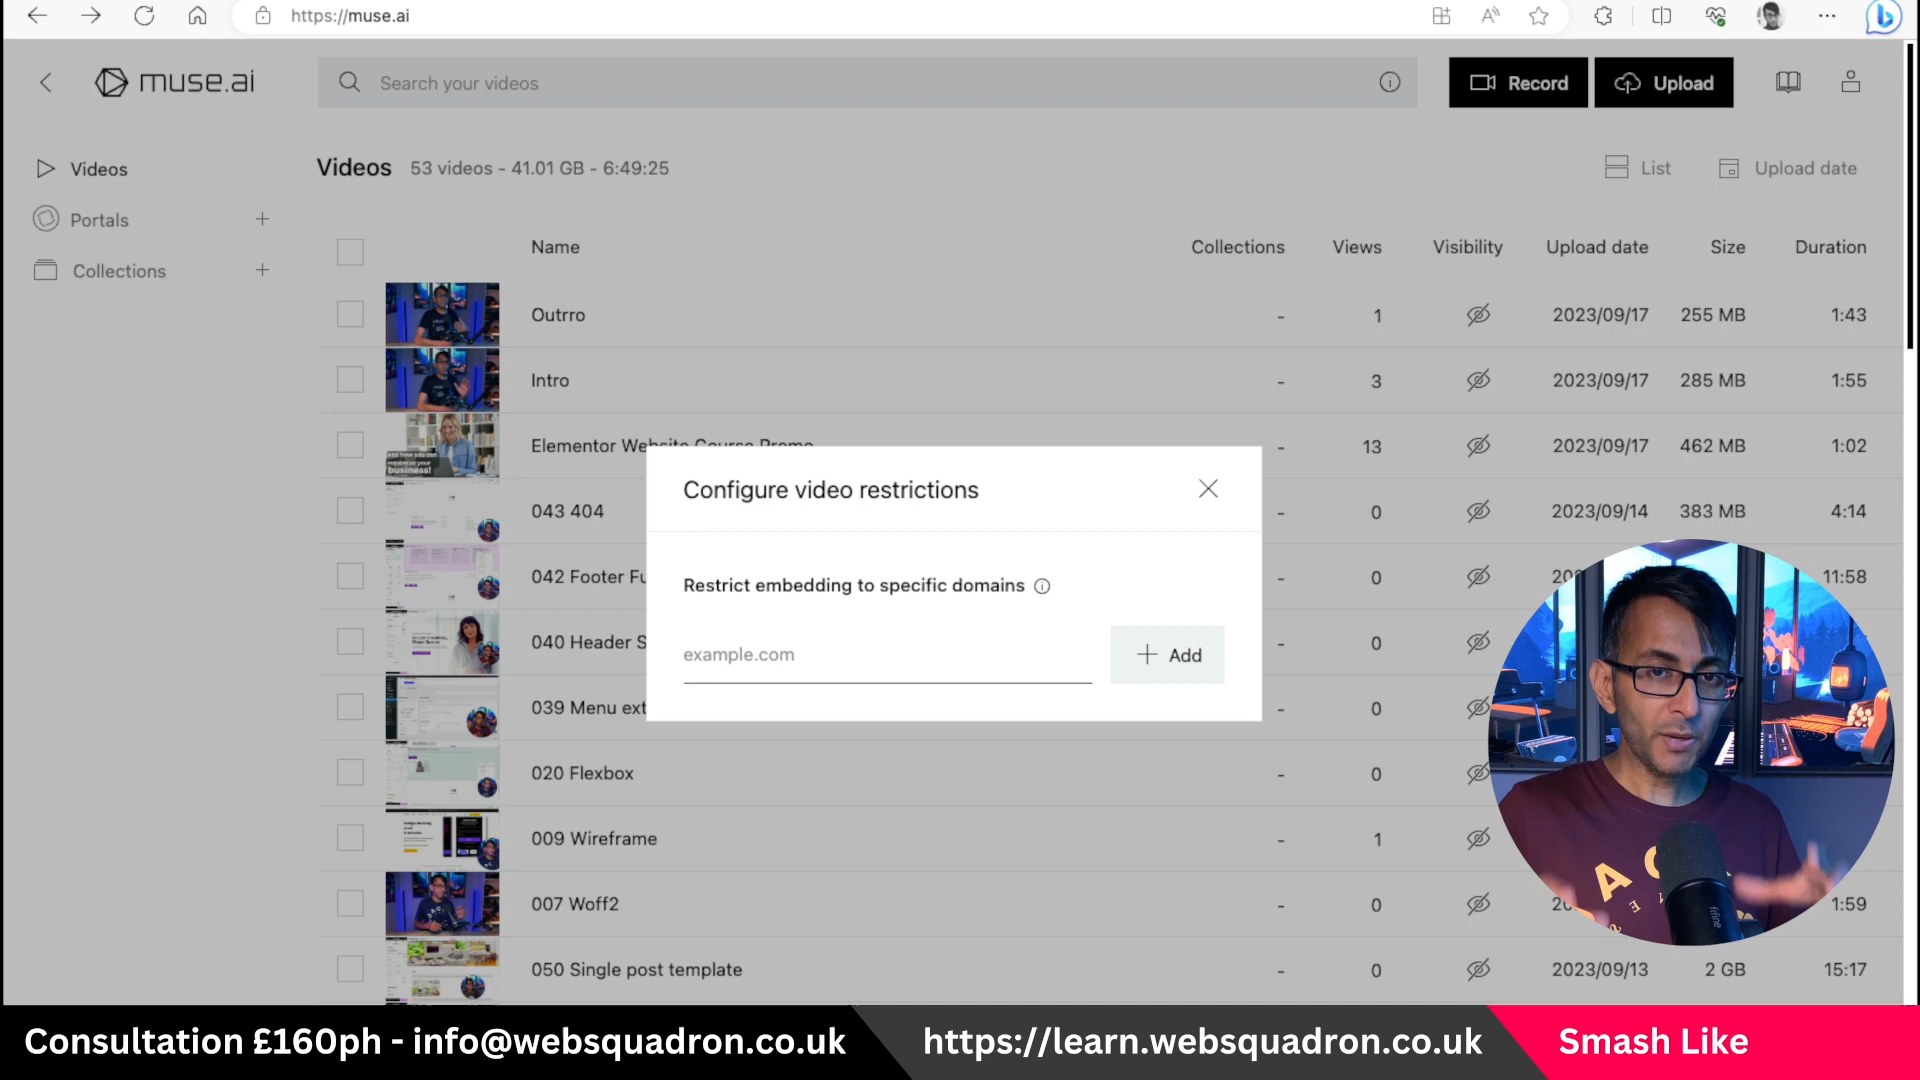 https://muse.ai
muse.ai
Search your videos
Record
Upload
Videos
Portals
Collections
Videos 53 videos - 41.01 GB - 6:49:25
List
Upload date
Name Collections Views Visibility Upload date Size Duration
Outrro - 1 2023/09/17 255 MB 1:43
Intro - 3 2023/09/17 285 MB 1:55
Elementor Website Course Promo - 13 2023/09/17 462 MB 1:02
043 404 - 0 2023/09/14 383 MB 4:14
042 Footer Fu - 0 11:58
040 Header S - 0
039 Menu ext - 0
020 Flexbox - 0
009 Wireframe - 1
007 Woff2 - 0 1:59
050 Single post template - 0 2023/09/13 2 GB 15:17
Configure video restrictions
Restrict embedding to specific domains
example.com
Add
fifine
Consultation £160ph - info@websquadron.co.uk
https://learn.websquadron.co.uk
Smash Like